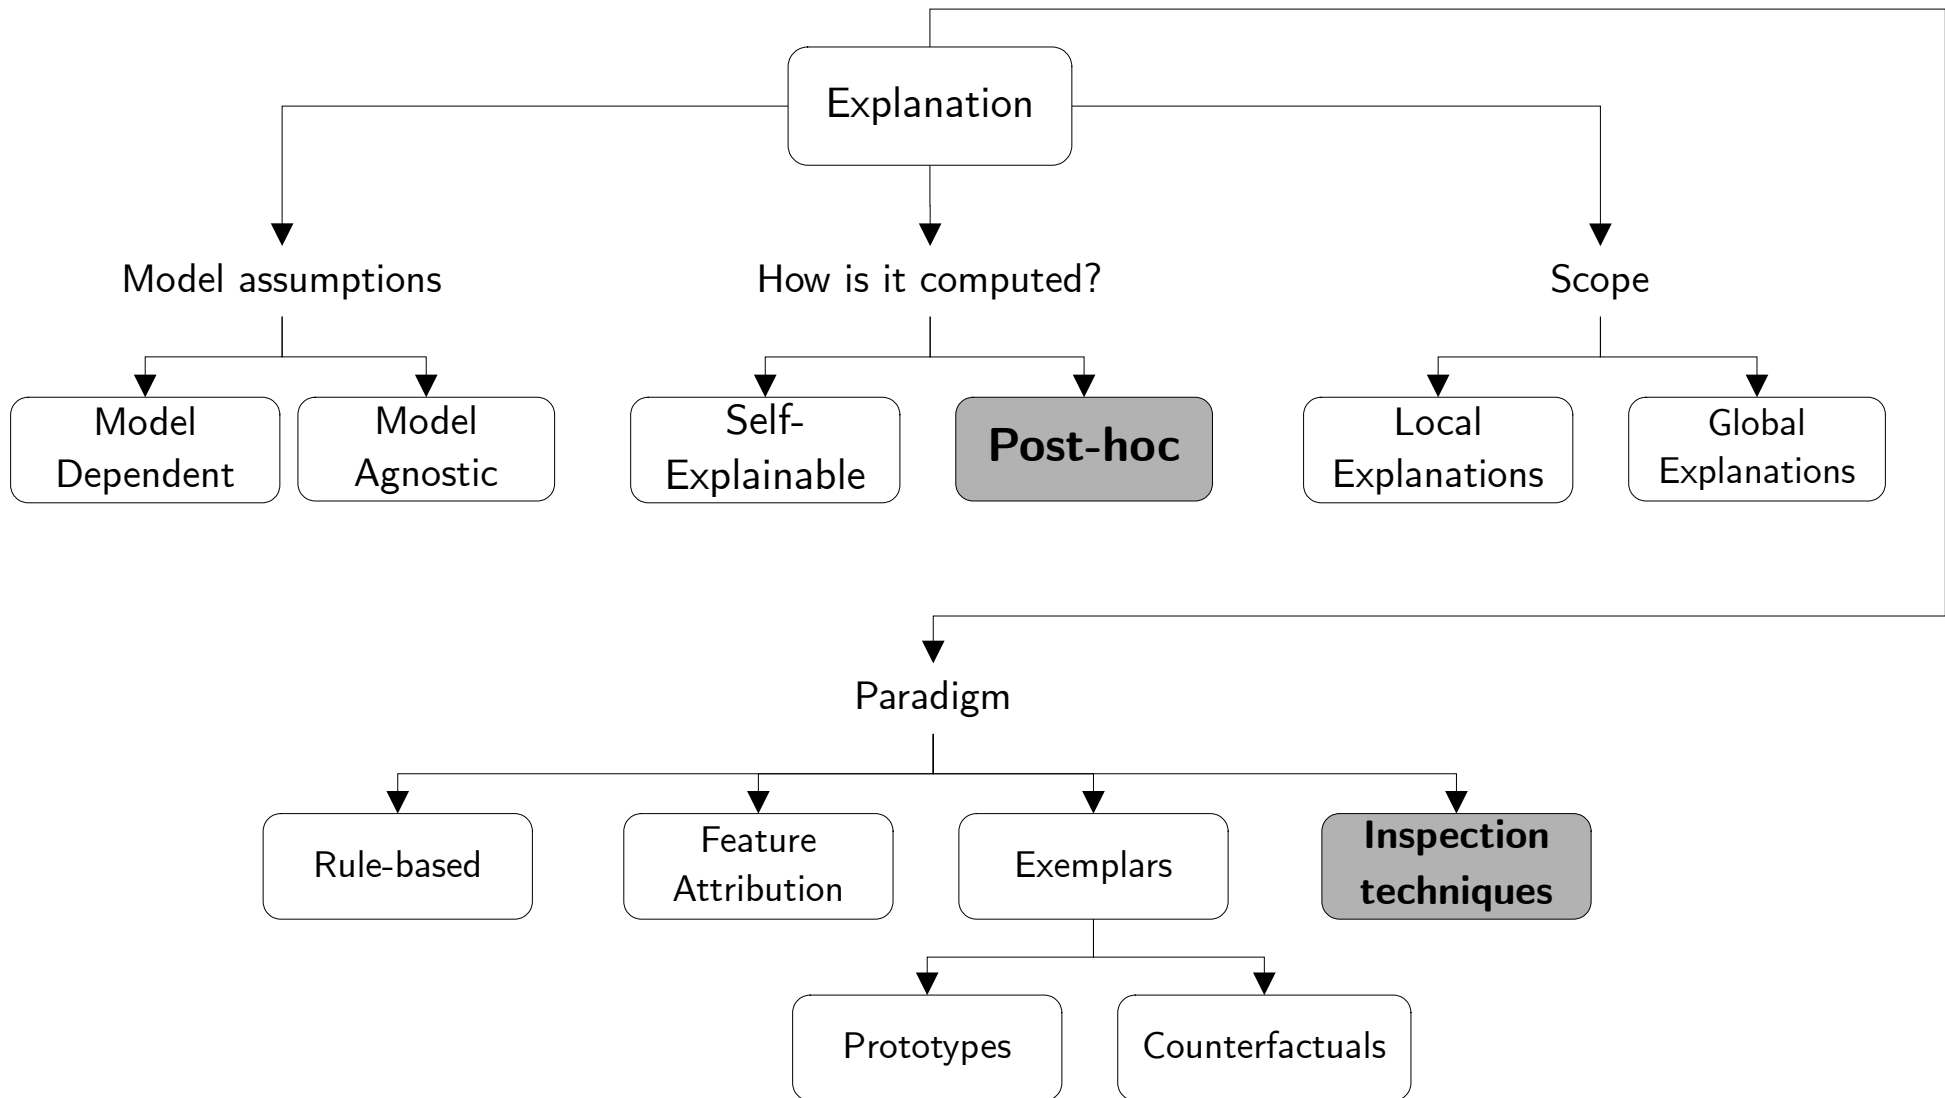 Explanation
Model assumptions
How is it computed?
Scope
Model
Dependent
Model
Agnostic
Self-
Explainable
Post-hoc
Local
Explanations
Global
Explanations
Paradigm
Rule-based
Feature
Attribution
Exemplars
Inspection
techniques
Prototypes
Counterfactuals